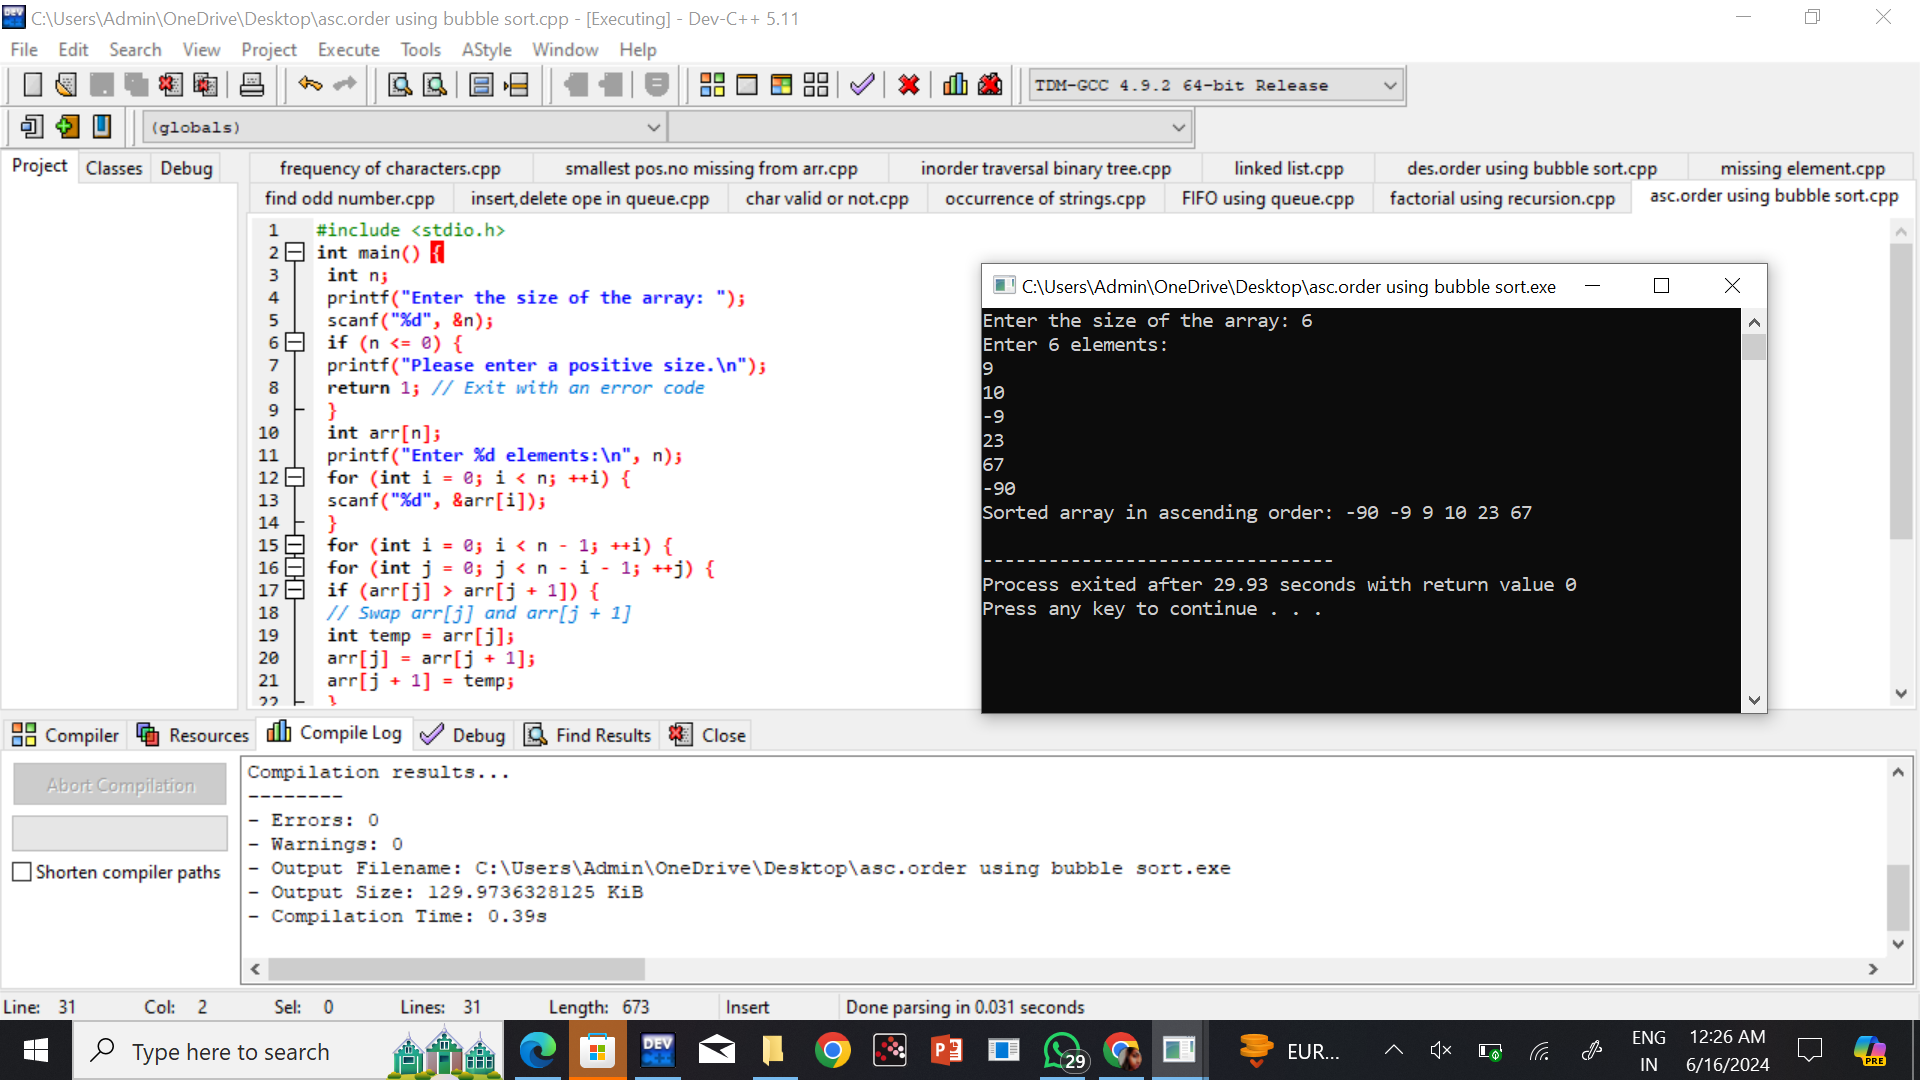 C:\Users\Admin\OneDrive\Desktop\asc.order using bubble sort.cpp - [Executing] - Dev-C++ 5.11
File Edit Search View Project Execute Tools AStyle Window Help
TDM-GCC 4.9.2 64-bit Release
(globals)
Project Classes Debug
frequency of characters.cpp smallest pos.no missing from arr.cpp inorder traversal binary tree.cpp linked list.cpp des.order using bubble sort.cpp missing element.cpp
find odd number.cpp insert,delete ope in queue.cpp char valid or not.cpp occurrence of strings.cpp FIFO using queue.cpp factorial using recursion.cpp asc.order using bubble sort.cpp
1 #include <stdio.h>
2 int main() {
3 int n;
4 printf("Enter the size of the array: ");
5 scanf("%d", &n);
6 if (n <= 0) {
7 printf("Please enter a positive size.\n");
8 return 1; // Exit with an error code
9 }
10 int arr[n];
11 printf("Enter %d elements:\n", n);
12 for (int i = 0; i < n; ++i) {
13 scanf("%d", &arr[i]);
14 }
15 for (int i = 0; i < n - 1; ++i) {
16 for (int j = 0; j < n - i - 1; ++j) {
17 if (arr[j] > arr[j + 1]) {
18 // Swap arr[j] and arr[j + 1]
19 int temp = arr[j];
20 arr[j] = arr[j + 1];
21 arr[j + 1] = temp;
22 }
C:\Users\Admin\OneDrive\Desktop\asc.order using bubble sort.exe
Enter the size of the array: 6
Enter 6 elements:
9
10
-9
23
67
-90
Sorted array in ascending order: -90 -9 9 10 23 67
--------------------------------
Process exited after 29.93 seconds with return value 0
Press any key to continue . . .
Compiler Resources Compile Log Debug Find Results Close
Abort Compilation
Shorten compiler paths
Compilation results...
--------
- Errors: 0
- Warnings: 0
- Output Filename: C:\Users\Admin\OneDrive\Desktop\asc.order using bubble sort.exe
- Output Size: 129.9736328125 KiB
- Compilation Time: 0.39s
Line: 31 Col: 2 Sel: 0 Lines: 31 Length: 673 Insert Done parsing in 0.031 seconds
Type here to search
DEV
29
EUR...
ENG
IN
12:26 AM
6/16/2024
PRE